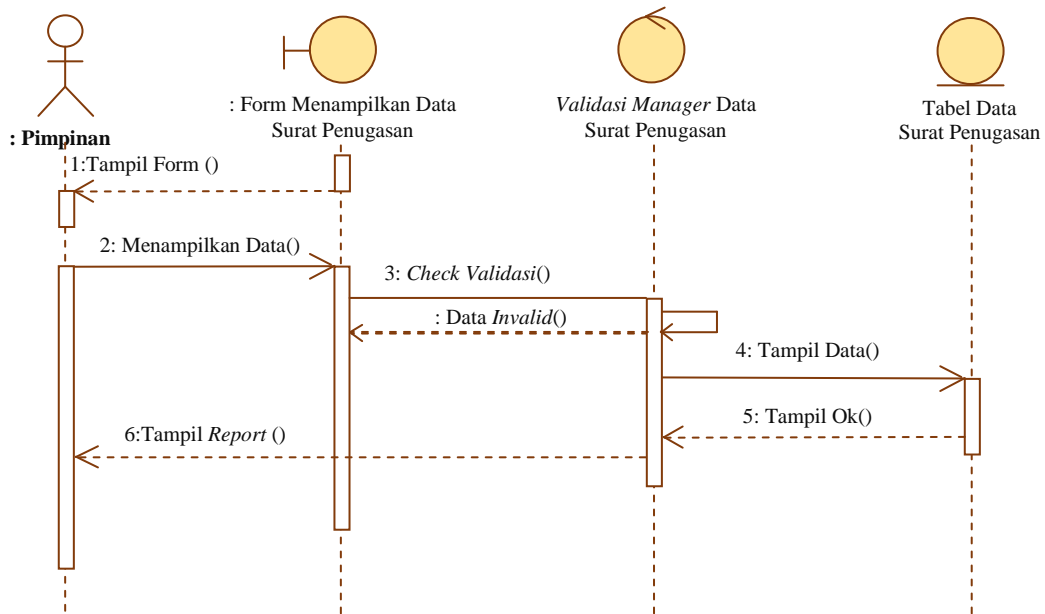 : Pimpinan
: Form Menampilkan Data
Surat Penugasan
Validasi Manager Data
Surat Penugasan
Tabel Data
Surat Penugasan
1:Tampil Form ()
2: Menampilkan Data()
3: Check Validasi()
: Data Invalid()
4: Tampil Data()
5: Tampil Ok()
6:Tampil Report ()